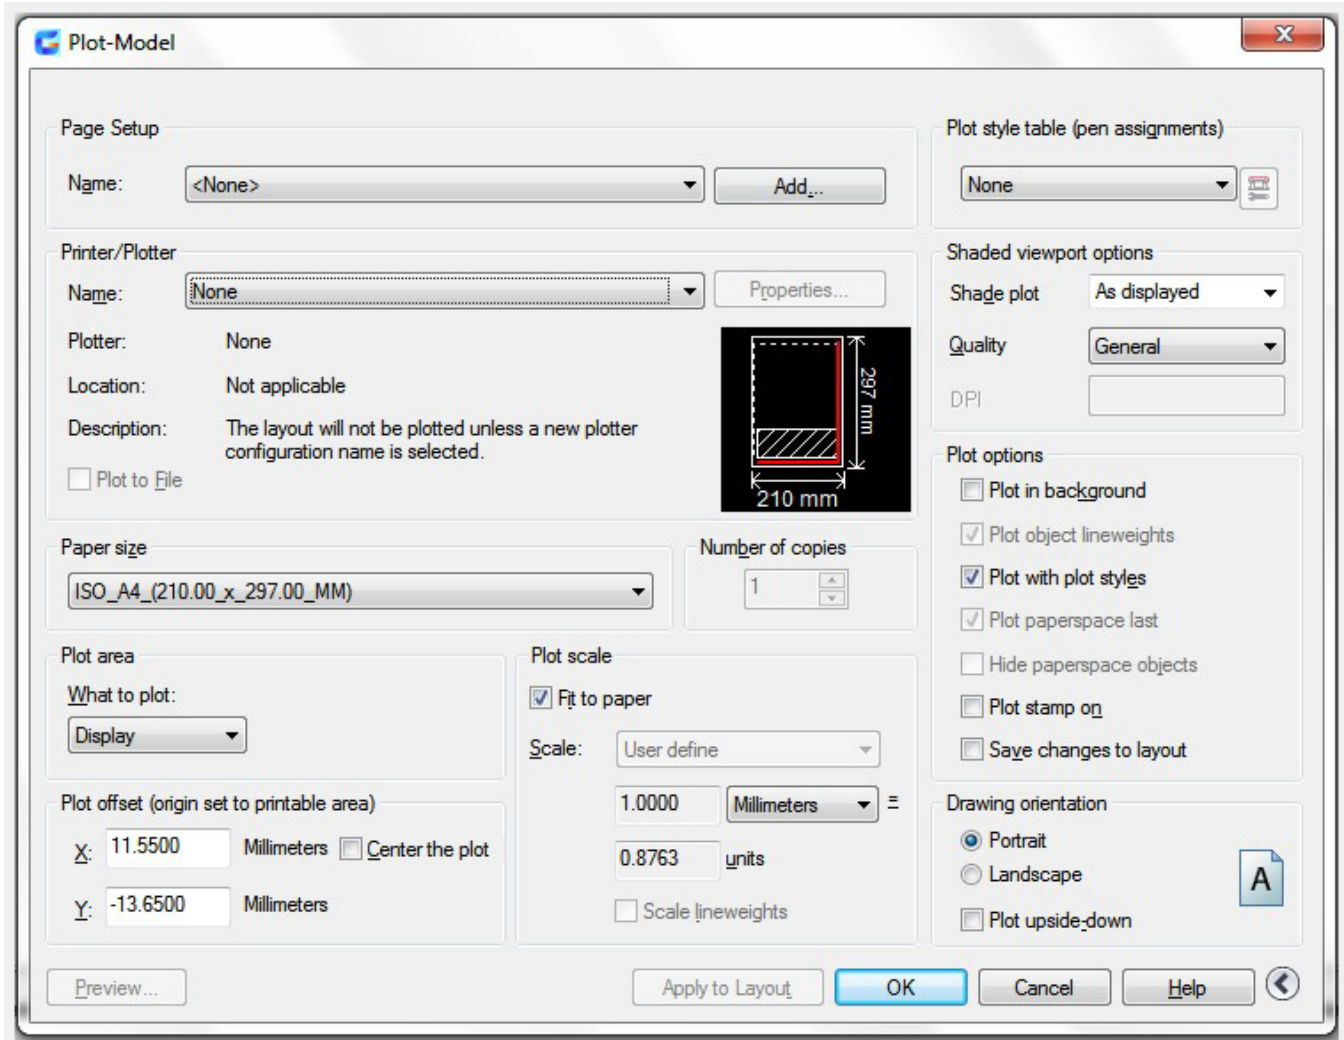 Plot-Model
Page Setup
Name: <None> Add...
Plot style table (pen assignments)
None
Printer/Plotter
Name: None Properties...
Plotter: None
Location: Not applicable
Description: The layout will not be plotted unless a new plotter
configuration name is selected.
Plot to File
297 mm
210 mm
Shaded viewport options
Shade plot As displayed
Quality General
DPI
Paper size
ISO_A4_(210.00_x_297.00_MM)
Number of copies
1
Plot options
Plot in background
Plot object lineweights
Plot with plot styles
Plot paperspace last
Hide paperspace objects
Plot stamp on
Save changes to layout
Plot area
What to plot:
Display
Plot scale
Fit to paper
Scale: User define
1.0000 Millimeters =
0.8763 units
Scale lineweights
Plot offset (origin set to printable area)
X: 11.5500 Millimeters Center the plot
Y: -13.6500 Millimeters
Drawing orientation
Portrait
Landscape
A
Plot upside-down
Preview... Apply to Layout OK Cancel Help